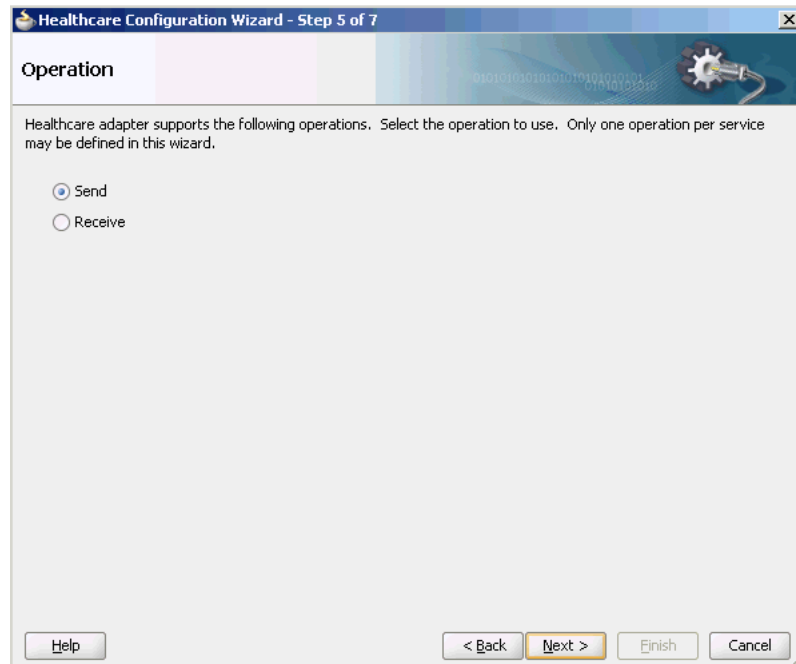 Healthcare Configuration Wizard - Step 5 of 7
Operation
Healthcare adapter supports the following operations. Select the operation to use. Only one operation per service
may be defined in this wizard.
Send
Receive
Help
< Back
Next >
Finish
Cancel